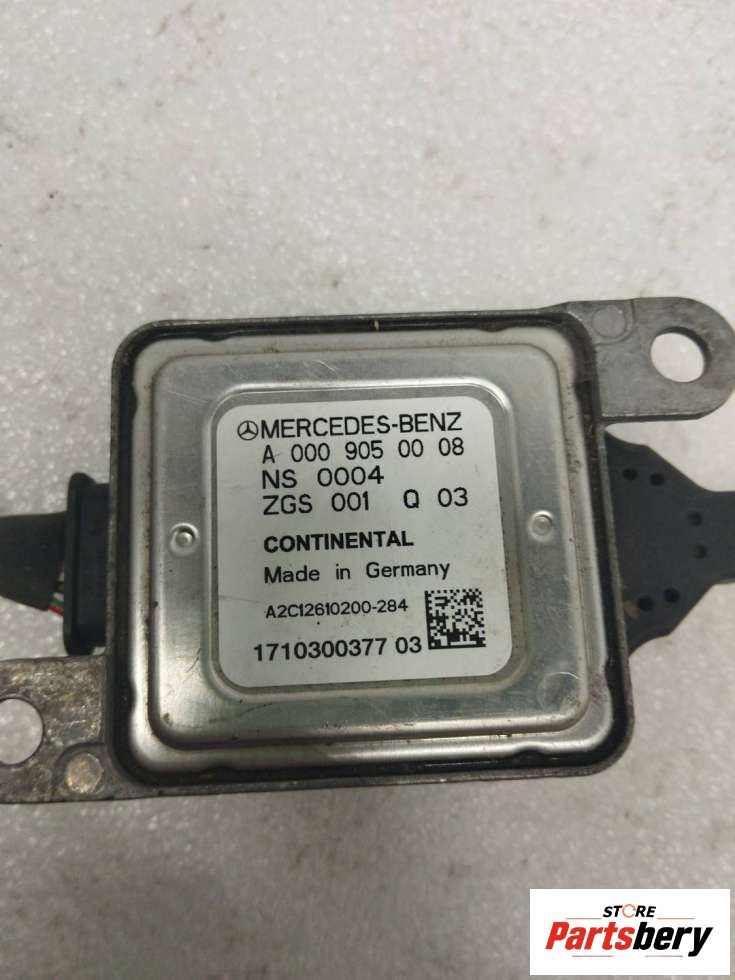 MERCEDES-BENZ
A 000 905 00 08
NS 0004
ZGS 001 Q 03
CONTINENTAL
Made in Germany
A2C12610200-284
1710300377 03
STORE
Partsbery